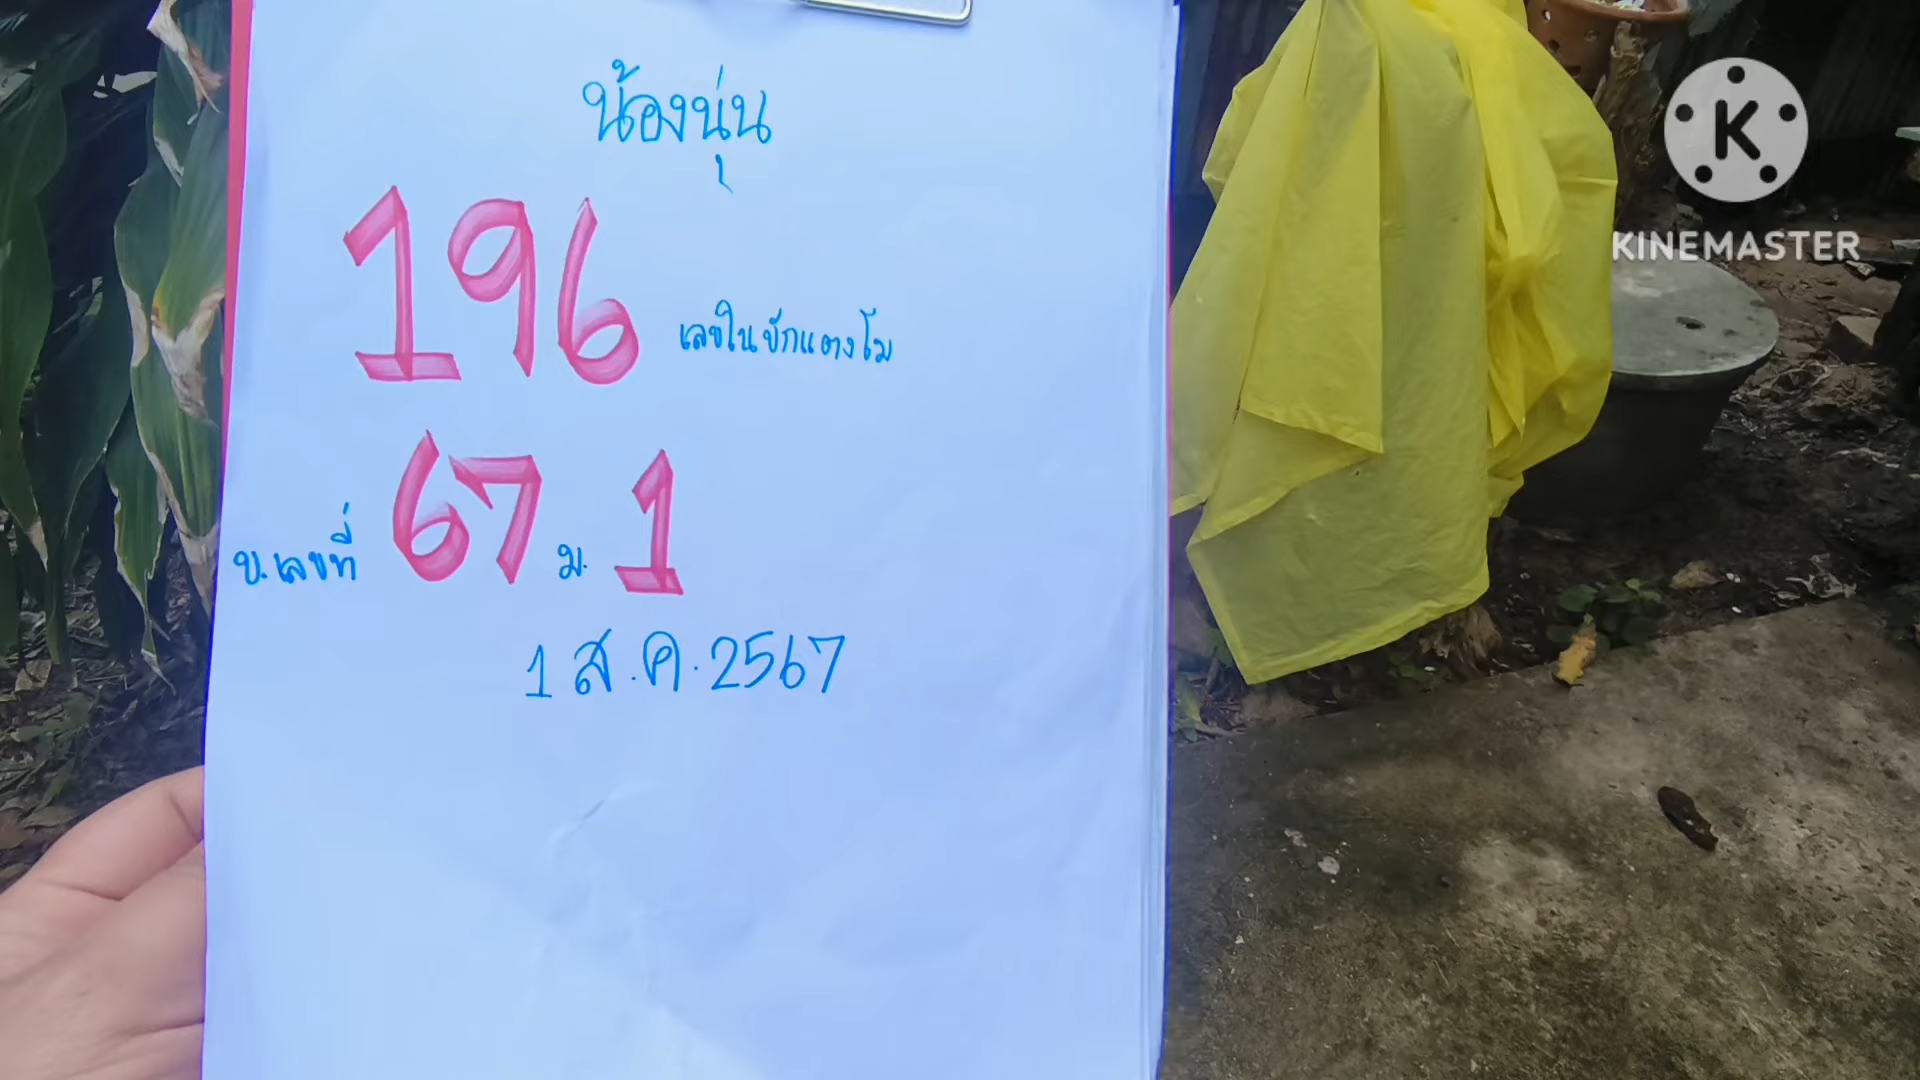 น้องนุ่น
196 เลขในขักแตงโม
บ.เลขที่ 67 ม. 1
1 ส.ค.2567
K
KINEMASTER